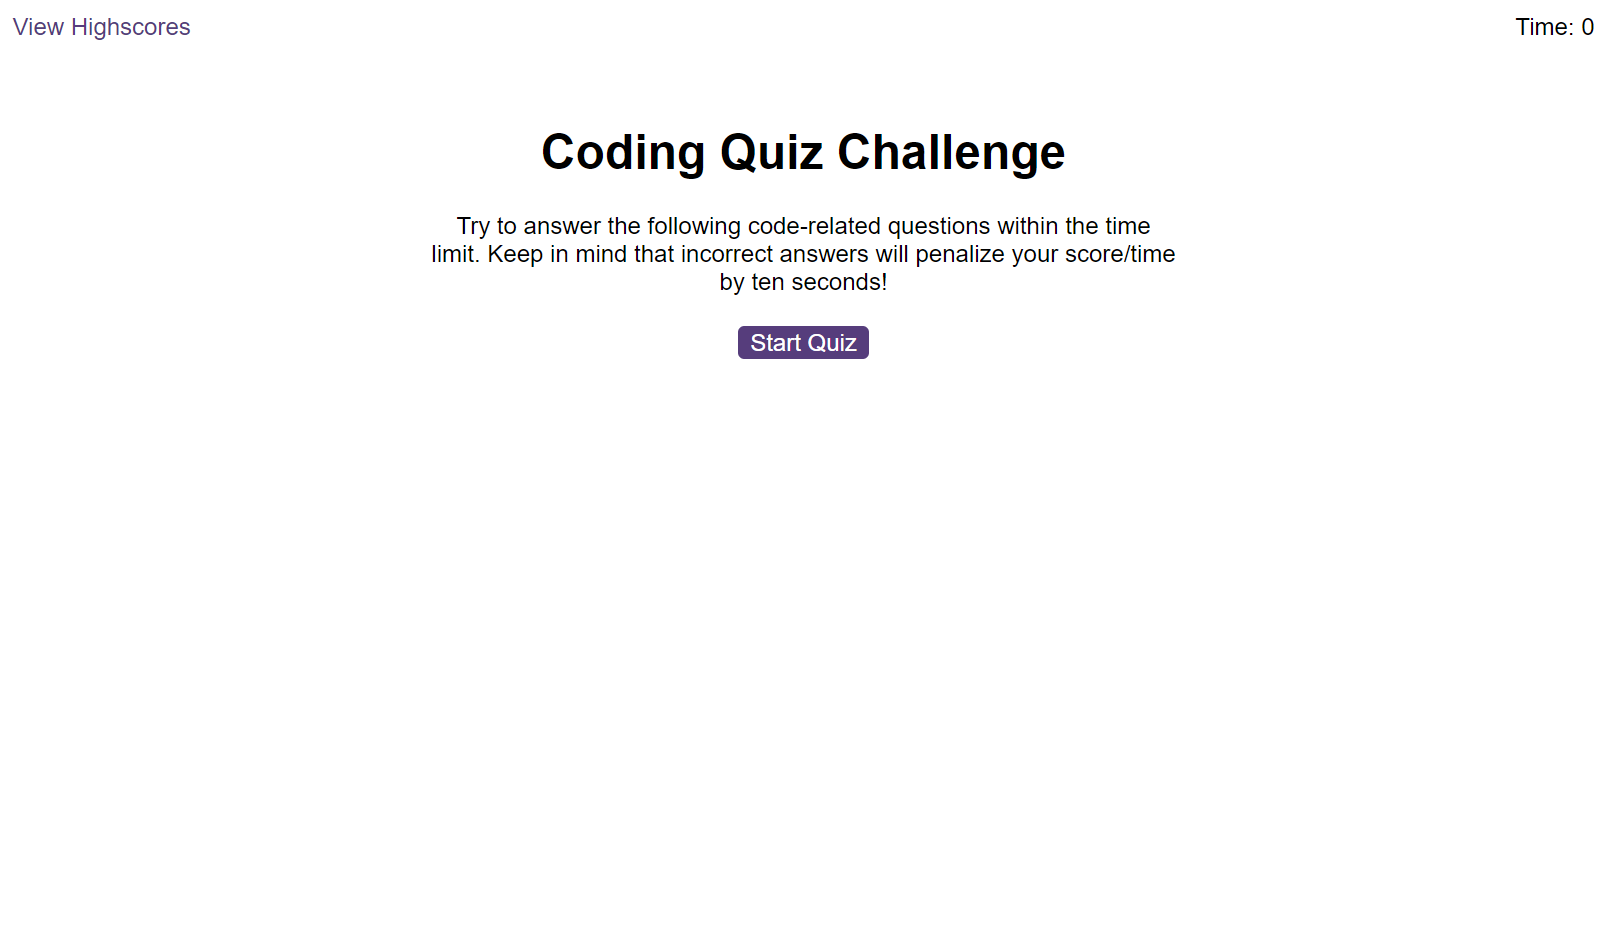 View Highscores
Time: 0
Coding Quiz Challenge
Try to answer the following code-related questions within the time
limit. Keep in mind that incorrect answers will penalize your score/time
by ten seconds!
Start Quiz